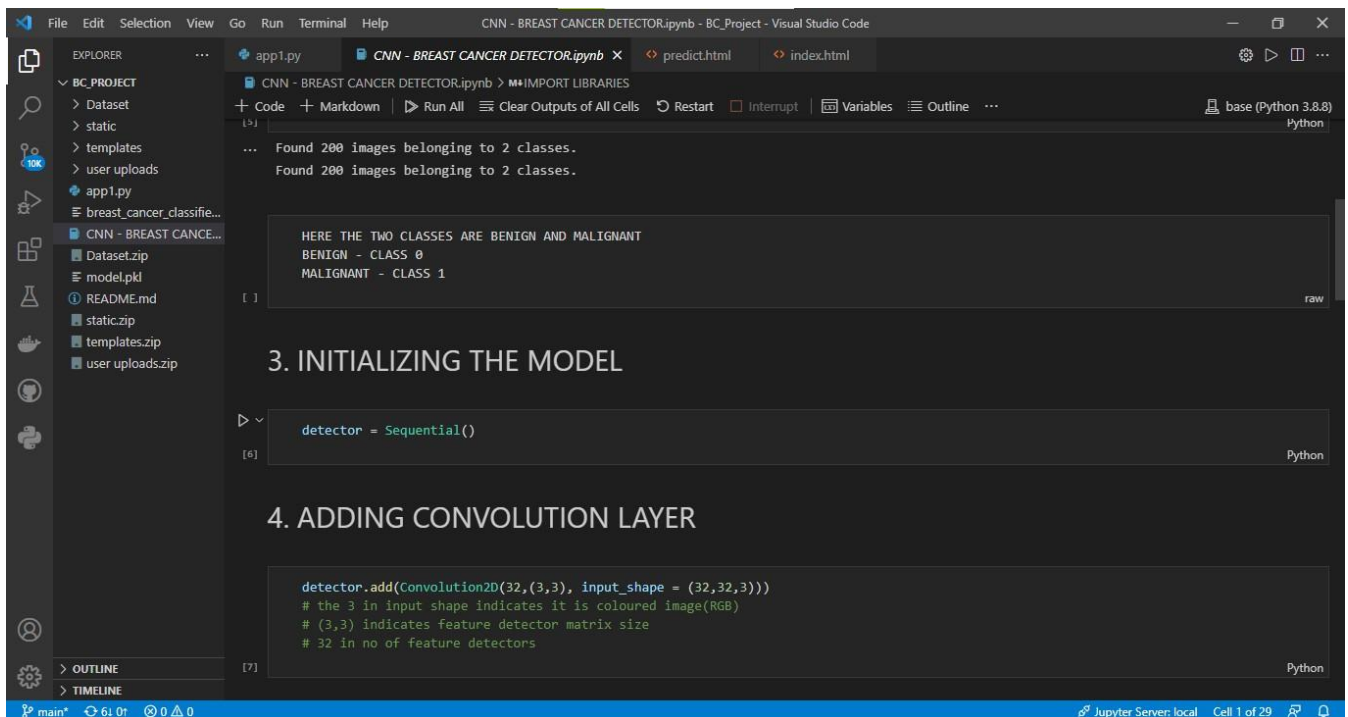 File Edit Selection View Go Run Terminal Help CNN - BREAST CANCER DETECTOR.ipynb - BC_Project - Visual Studio Code
EXPLORER ...
BC_PROJECT
Dataset
static
templates
user uploads
app1.py
breast_cancer_classifie...
CNN - BREAST CANCE...
Dataset.zip
model.pkl
README.md
static.zip
templates.zip
user uploads.zip
OUTLINE
TIMELINE
10K
app1.py CNN - BREAST CANCER DETECTOR.ipynb predict.html index.html
CNN - BREAST CANCER DETECTOR.ipynb > M↓IMPORT LIBRARIES
+ Code + Markdown | Run All Clear Outputs of All Cells Restart Interrupt | Variables Outline ... base (Python 3.8.8)
[5] Python
... Found 200 images belonging to 2 classes.
Found 200 images belonging to 2 classes.
HERE THE TWO CLASSES ARE BENIGN AND MALIGNANT
BENIGN - CLASS 0
MALIGNANT - CLASS 1
[ ] raw
3. INITIALIZING THE MODEL
detector = Sequential()
[6] Python
4. ADDING CONVOLUTION LAYER
detector.add(Convolution2D(32,(3,3), input_shape = (32,32,3)))
# the 3 in input shape indicates it is coloured image(RGB)
# (3,3) indicates feature detector matrix size
# 32 in no of feature detectors
[7] Python
main* 6↓ 0↑ 0 0 Jupyter Server: local Cell 1 of 29